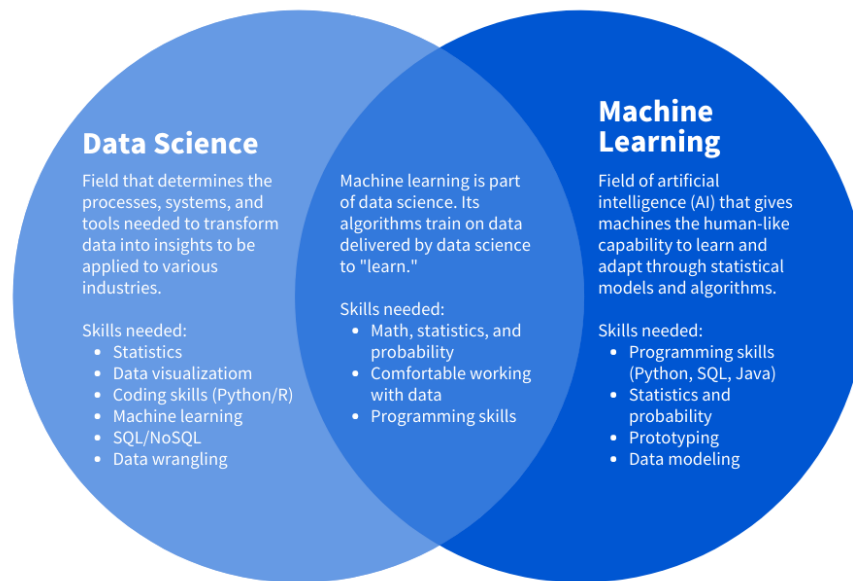 Data Science
Field that determines the
processes, systems, and
tools needed to transform
data into insights to be
applied to various
industries.
Skills needed:
• Statistics
• Data visualizatiom
• Coding skills (Python/R)
• Machine learning
• SQL/NoSQL
• Data wrangling
Machine learning is part
of data science. Its
algorithms train on data
delivered by data science
to "learn."
Skills needed:
• Math, statistics, and
probability
• Comfortable working
with data
• Programming skills
Machine
Learning
Field of artificial
intelligence (AI) that gives
machines the human-like
capability to learn and
adapt through statistical
models and algorithms.
Skills needed:
• Programming skills
(Python, SQL, Java)
• Statistics and
probability
• Prototyping
• Data modeling